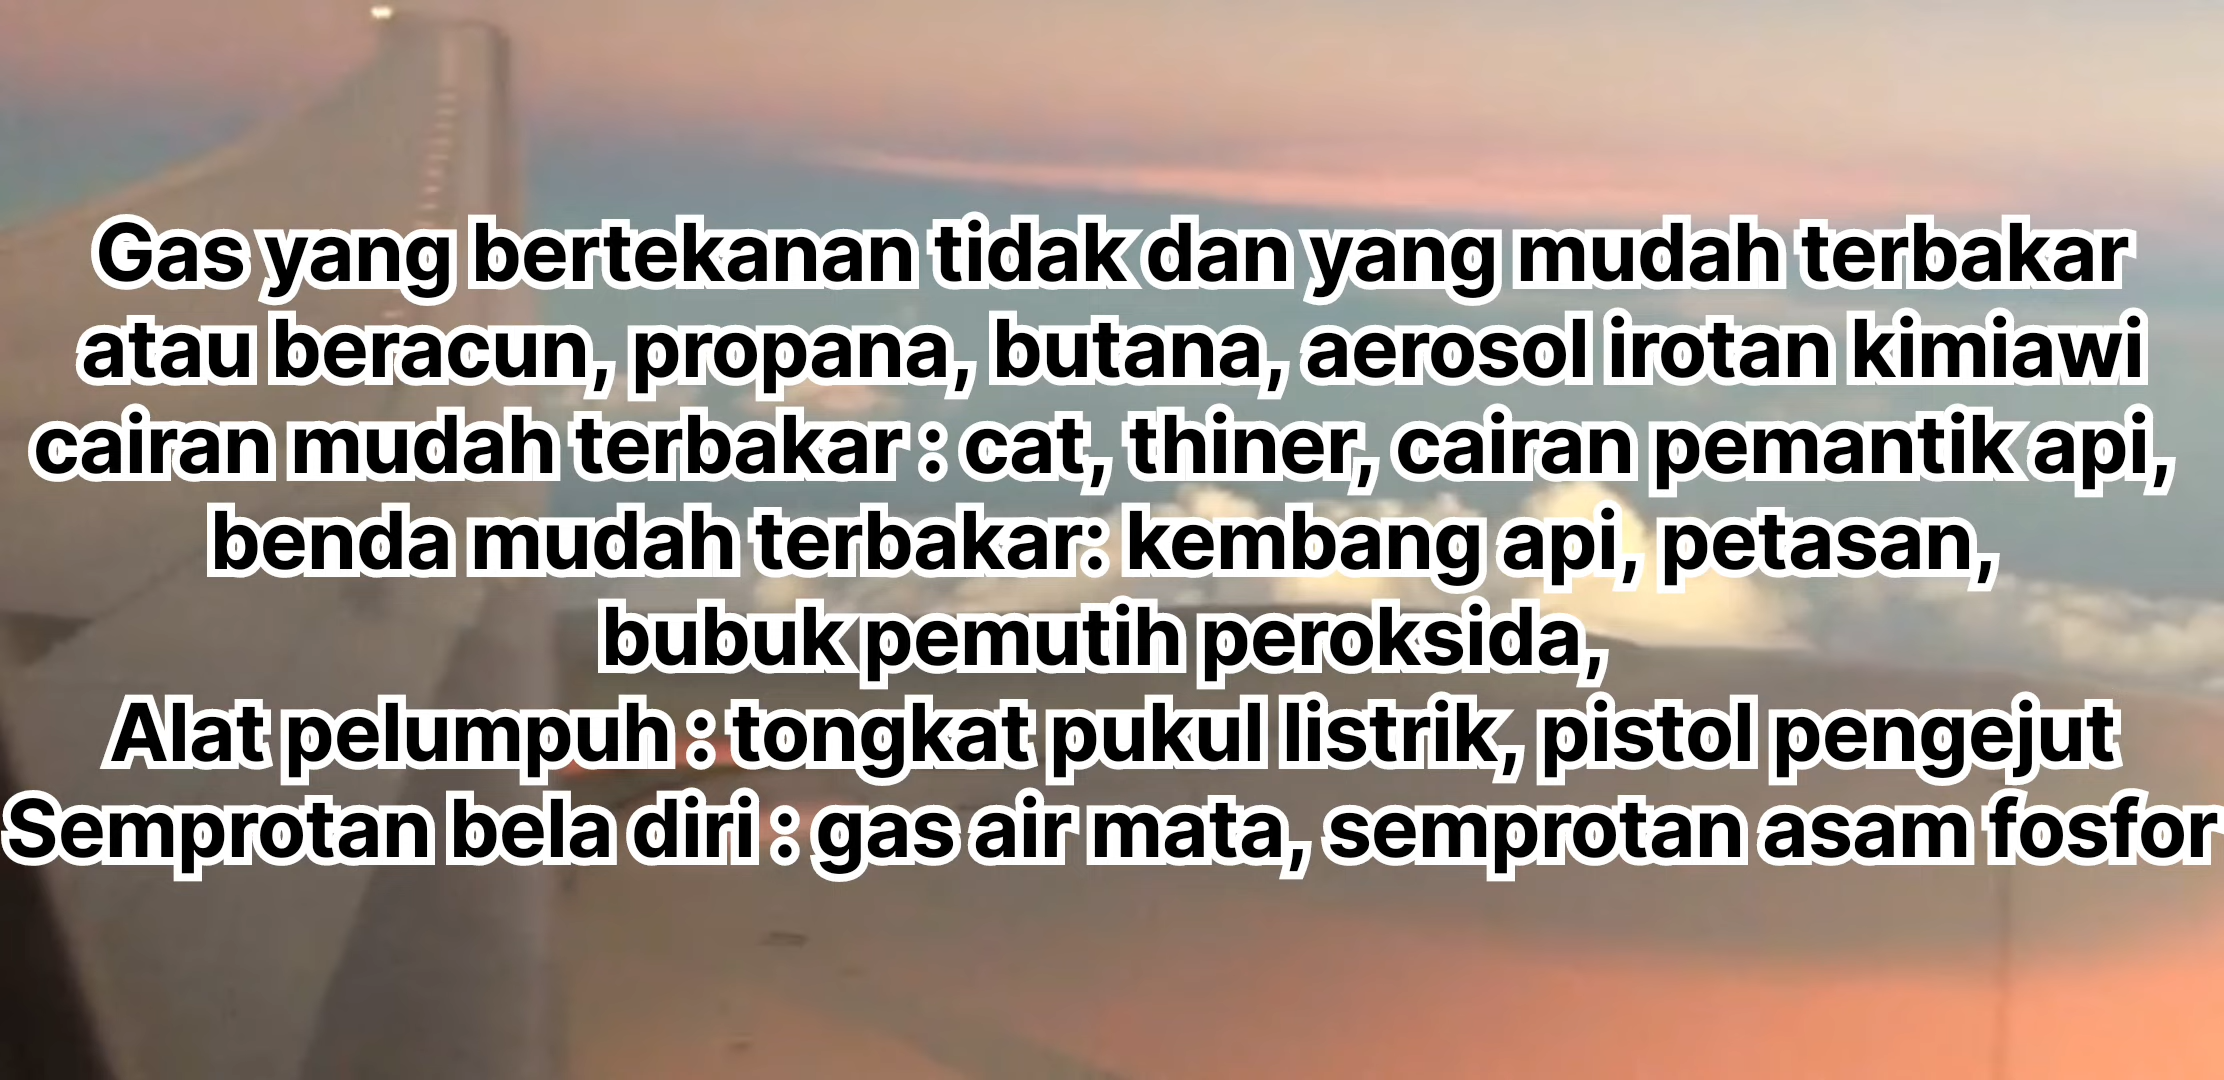 Gas yang bertekanan tidak dan yang mudah terbakar
atau beracun, propana, butana, aerosol irotan kimiawi
cairan mudah terbakar : cat, thiner, cairan pemantik api,
benda mudah terbakar: kembang api, petasan,
bubuk pemutih peroksida,
Alat pelumpuh : tongkat pukul listrik, pistol pengejut
Semprotan bela diri : gas air mata, semprotan asam fosfor